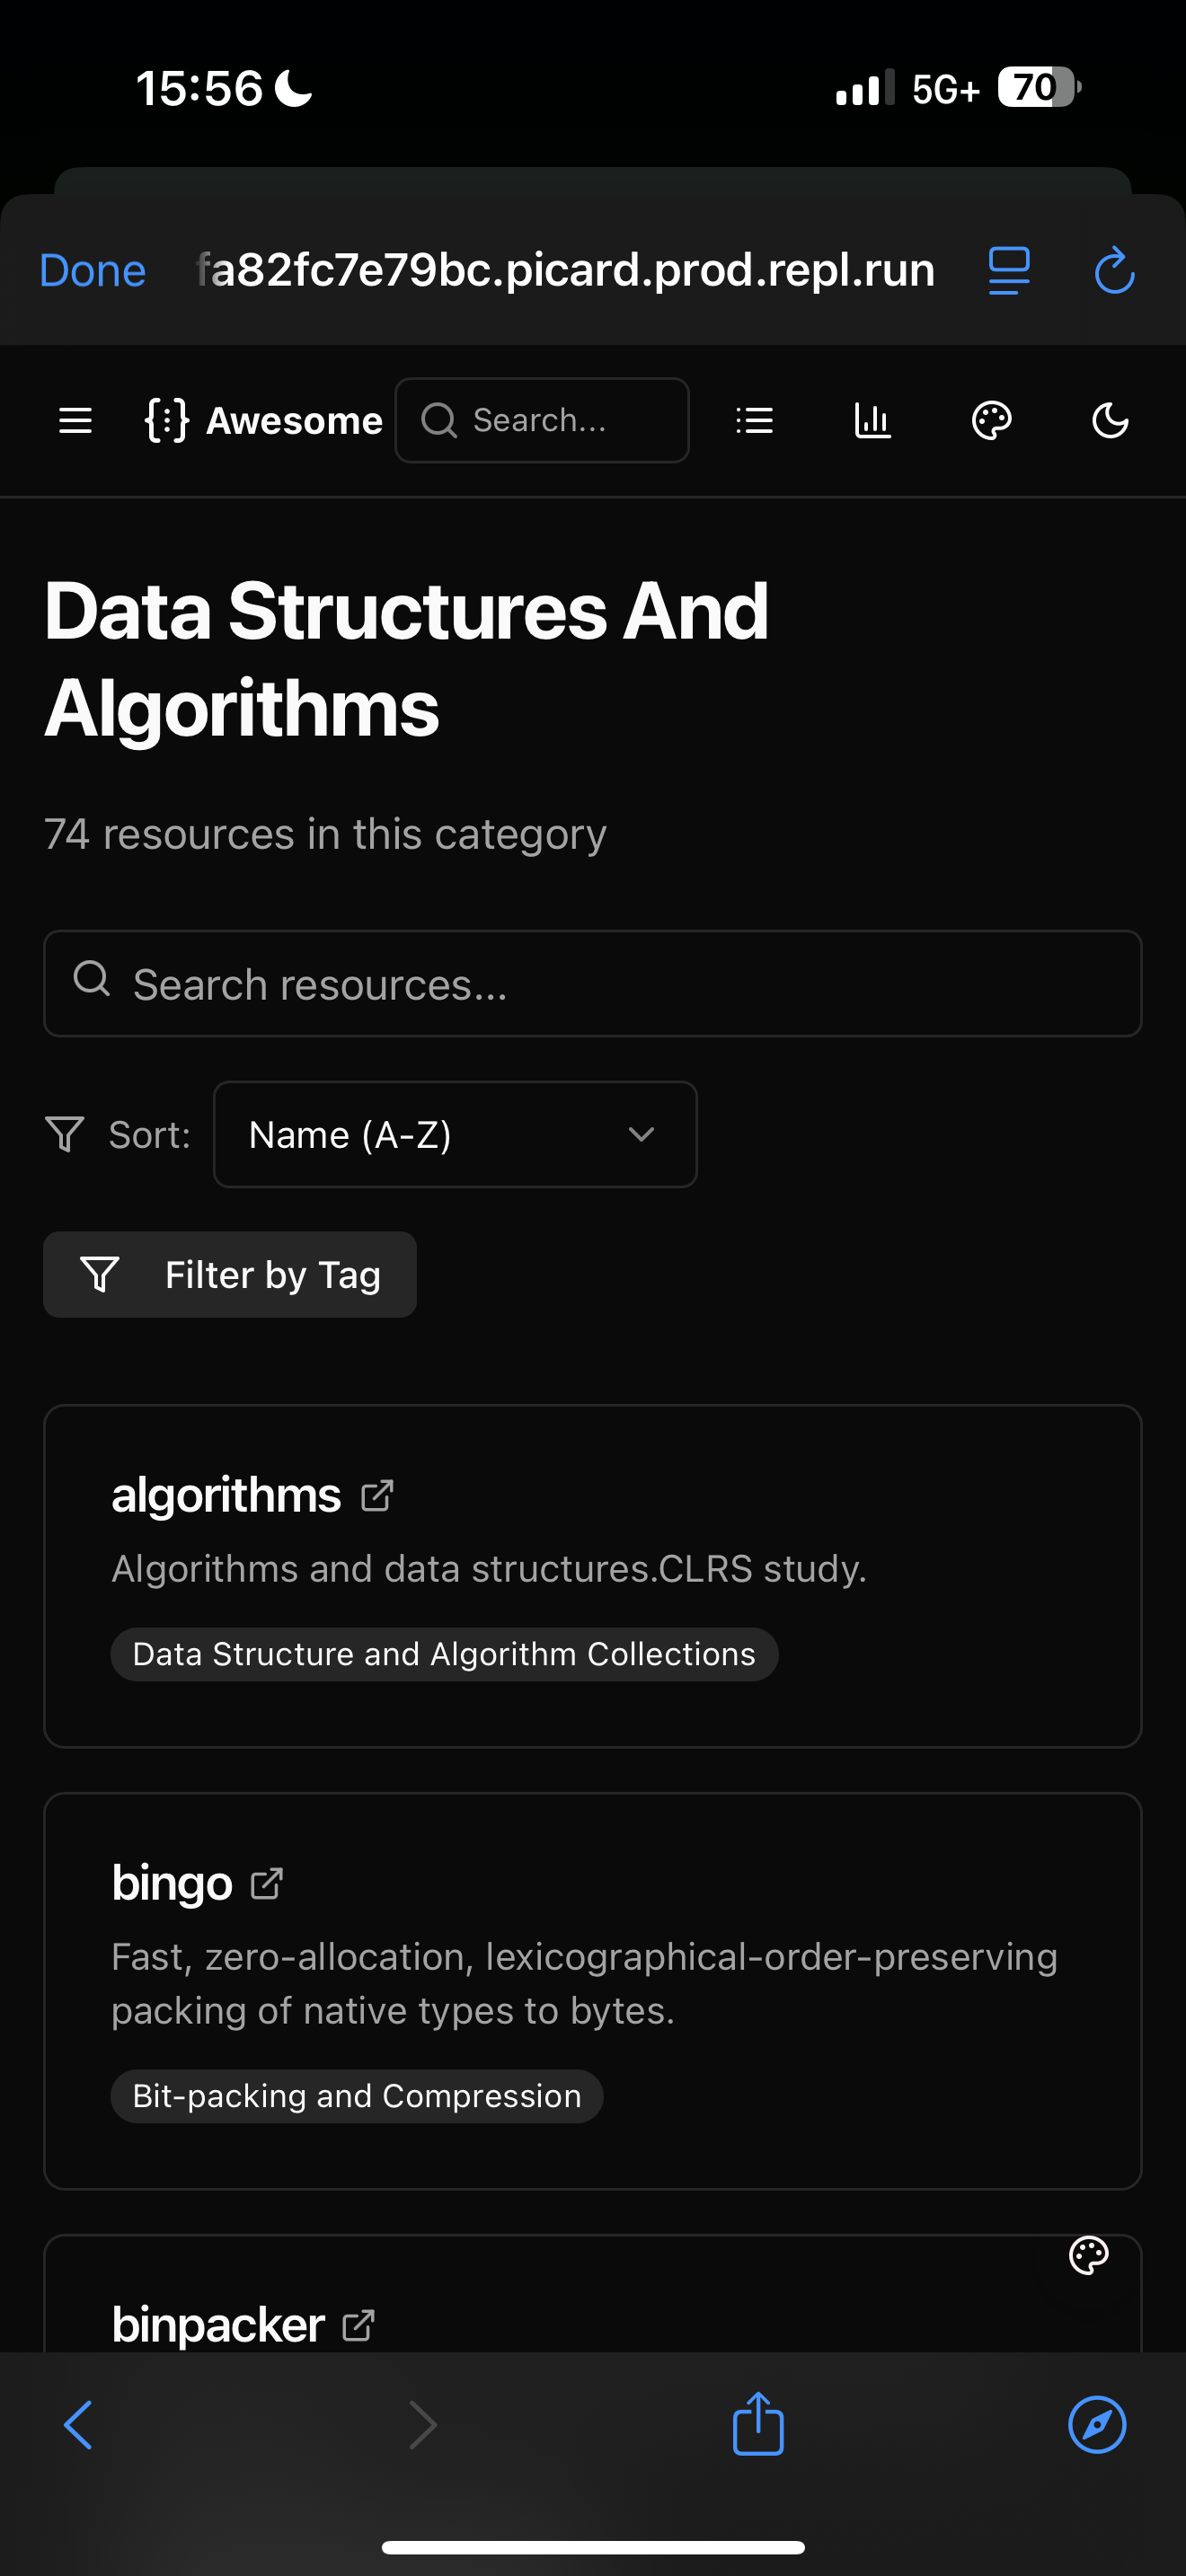 15:56
5G+ 70
Done fa82fc7e79bc.picard.prod.repl.run
Awesome Search...
Data Structures And
Algorithms
74 resources in this category
Search resources...
Sort: Name (A-Z)
Filter by Tag
algorithms
Algorithms and data structures.CLRS study.
Data Structure and Algorithm Collections
bingo
Fast, zero-allocation, lexicographical-order-preserving
packing of native types to bytes.
Bit-packing and Compression
binpacker